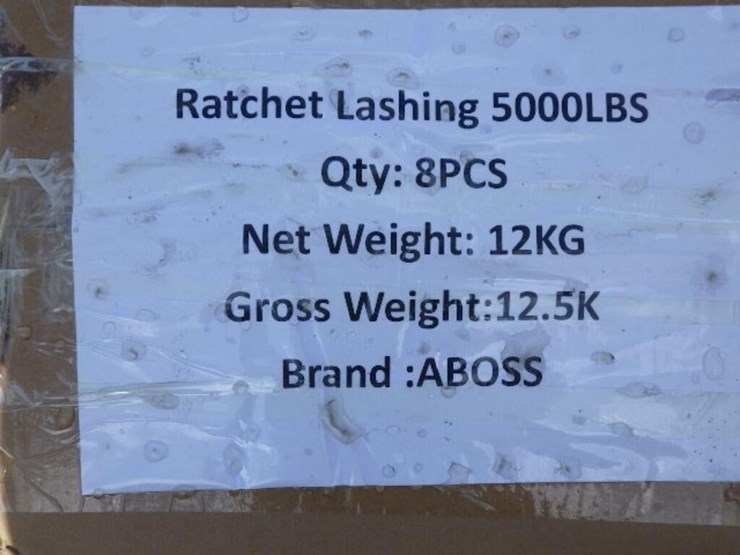 Ratchet Lashing 5000LBS
Qty: 8PCS
Net Weight: 12KG
Gross Weight:12.5K
Brand :ABOSS